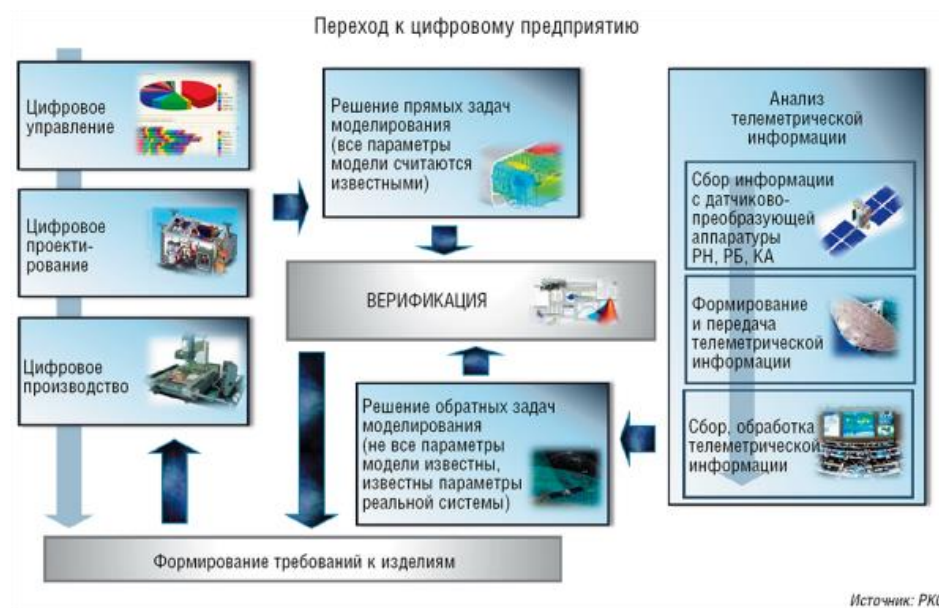 Переход к цифровому предприятию
Цифровое
управление
Цифровое
проекти-
рование
Цифровое
производство
Решение прямых задач
моделирования
(все параметры
модели считаются
известными)
ВЕРИФИКАЦИЯ
Решение обратных задач
моделирования
(не все параметры
модели известны,
известны параметры
реальной системы)
Анализ
телеметрической
информации
Сбор информации
с датчиково-
преобразующей
аппаратуры
РН, РБ, КА
Формирование
и передача
телеметрической
информации
Сбор, обработка
телеметрической
информации
Формирование требований к изделиям
Источник: